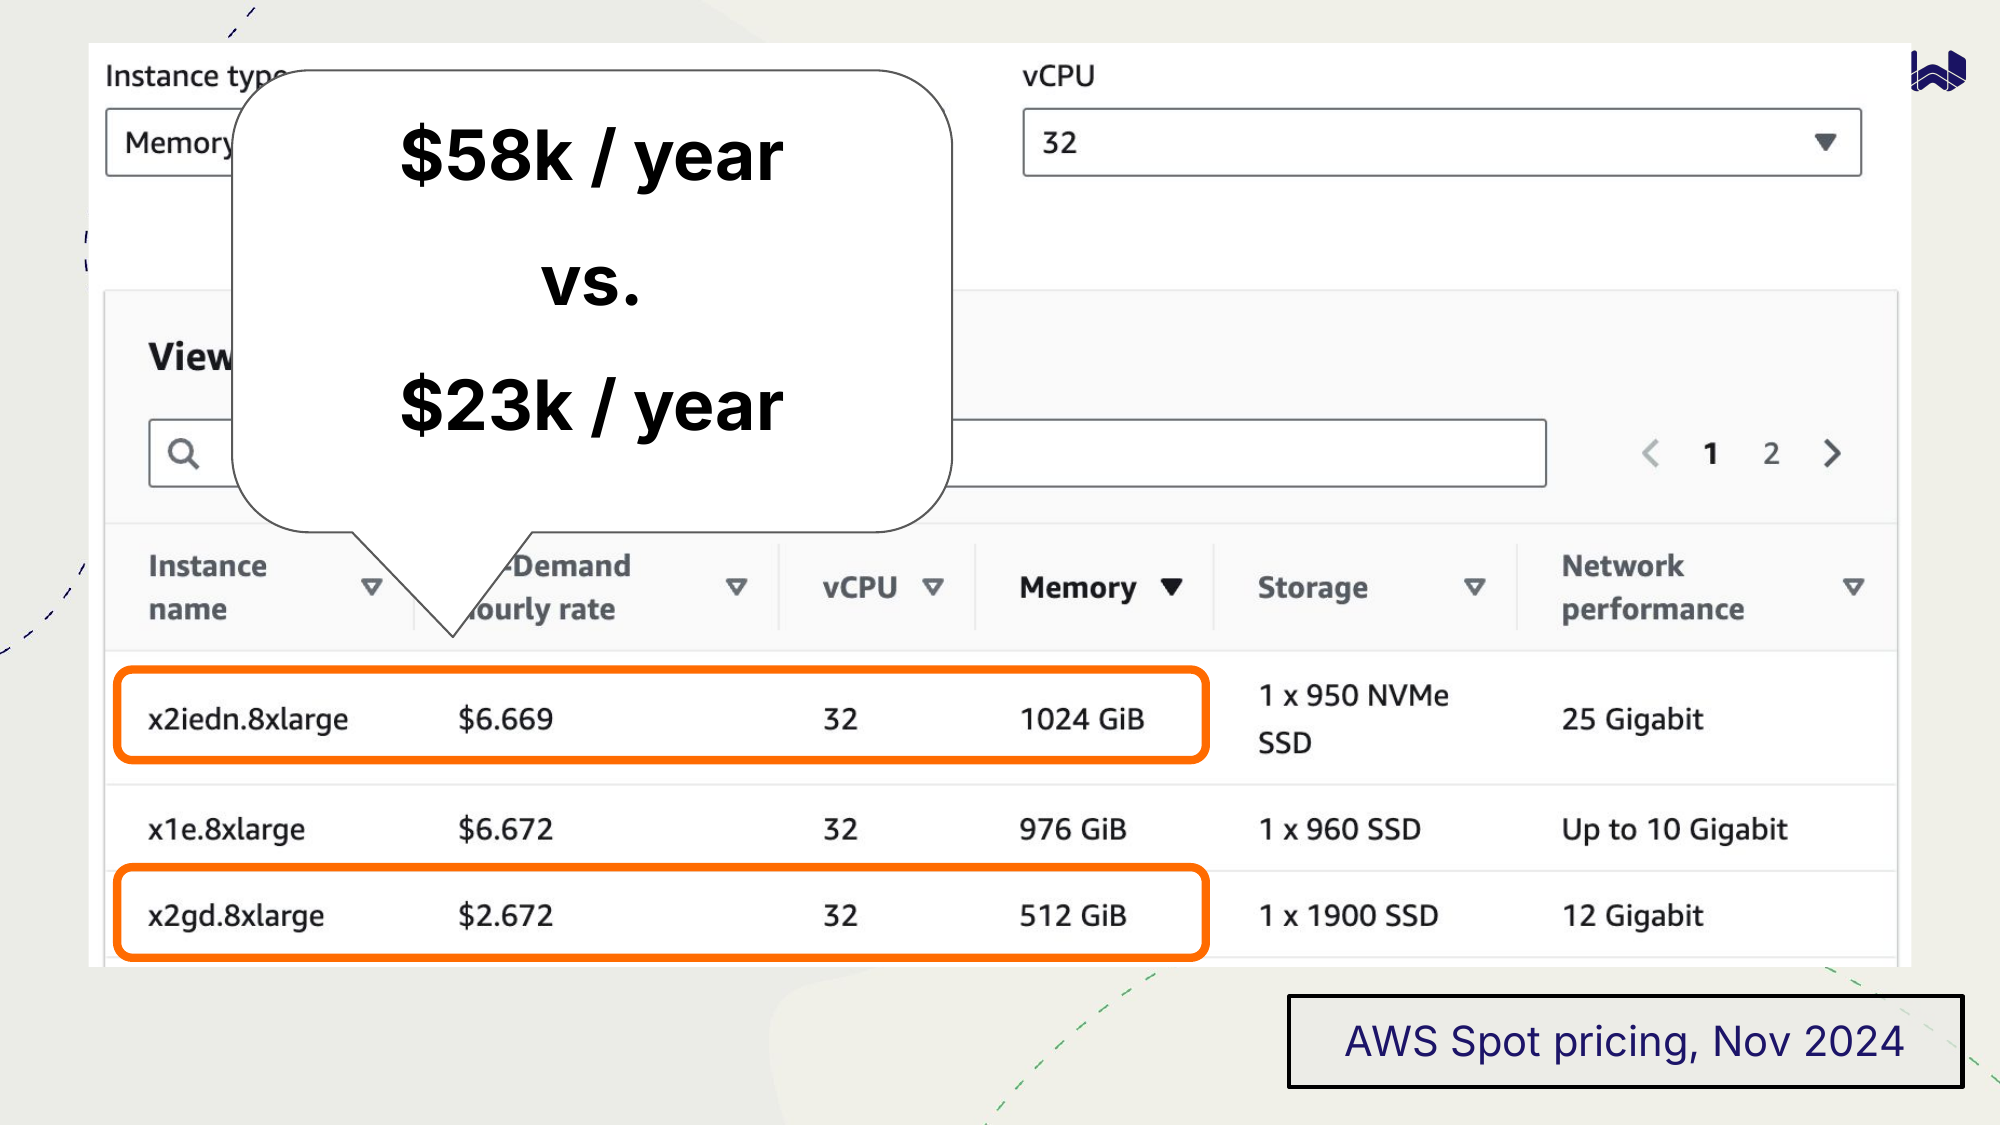 Instance type
vCPU
Memory
32
$58k / year
vs.
$23k / year
View
1 2
Instance name
-Demand hourly rate
vCPU
Memory
Storage
Network performance
x2iedn.8xlarge $6.669 32 1024 GiB 1 x 950 NVMe SSD 25 Gigabit
x1e.8xlarge $6.672 32 976 GiB 1 x 960 SSD Up to 10 Gigabit
x2gd.8xlarge $2.672 32 512 GiB 1 x 1900 SSD 12 Gigabit
AWS Spot pricing, Nov 2024